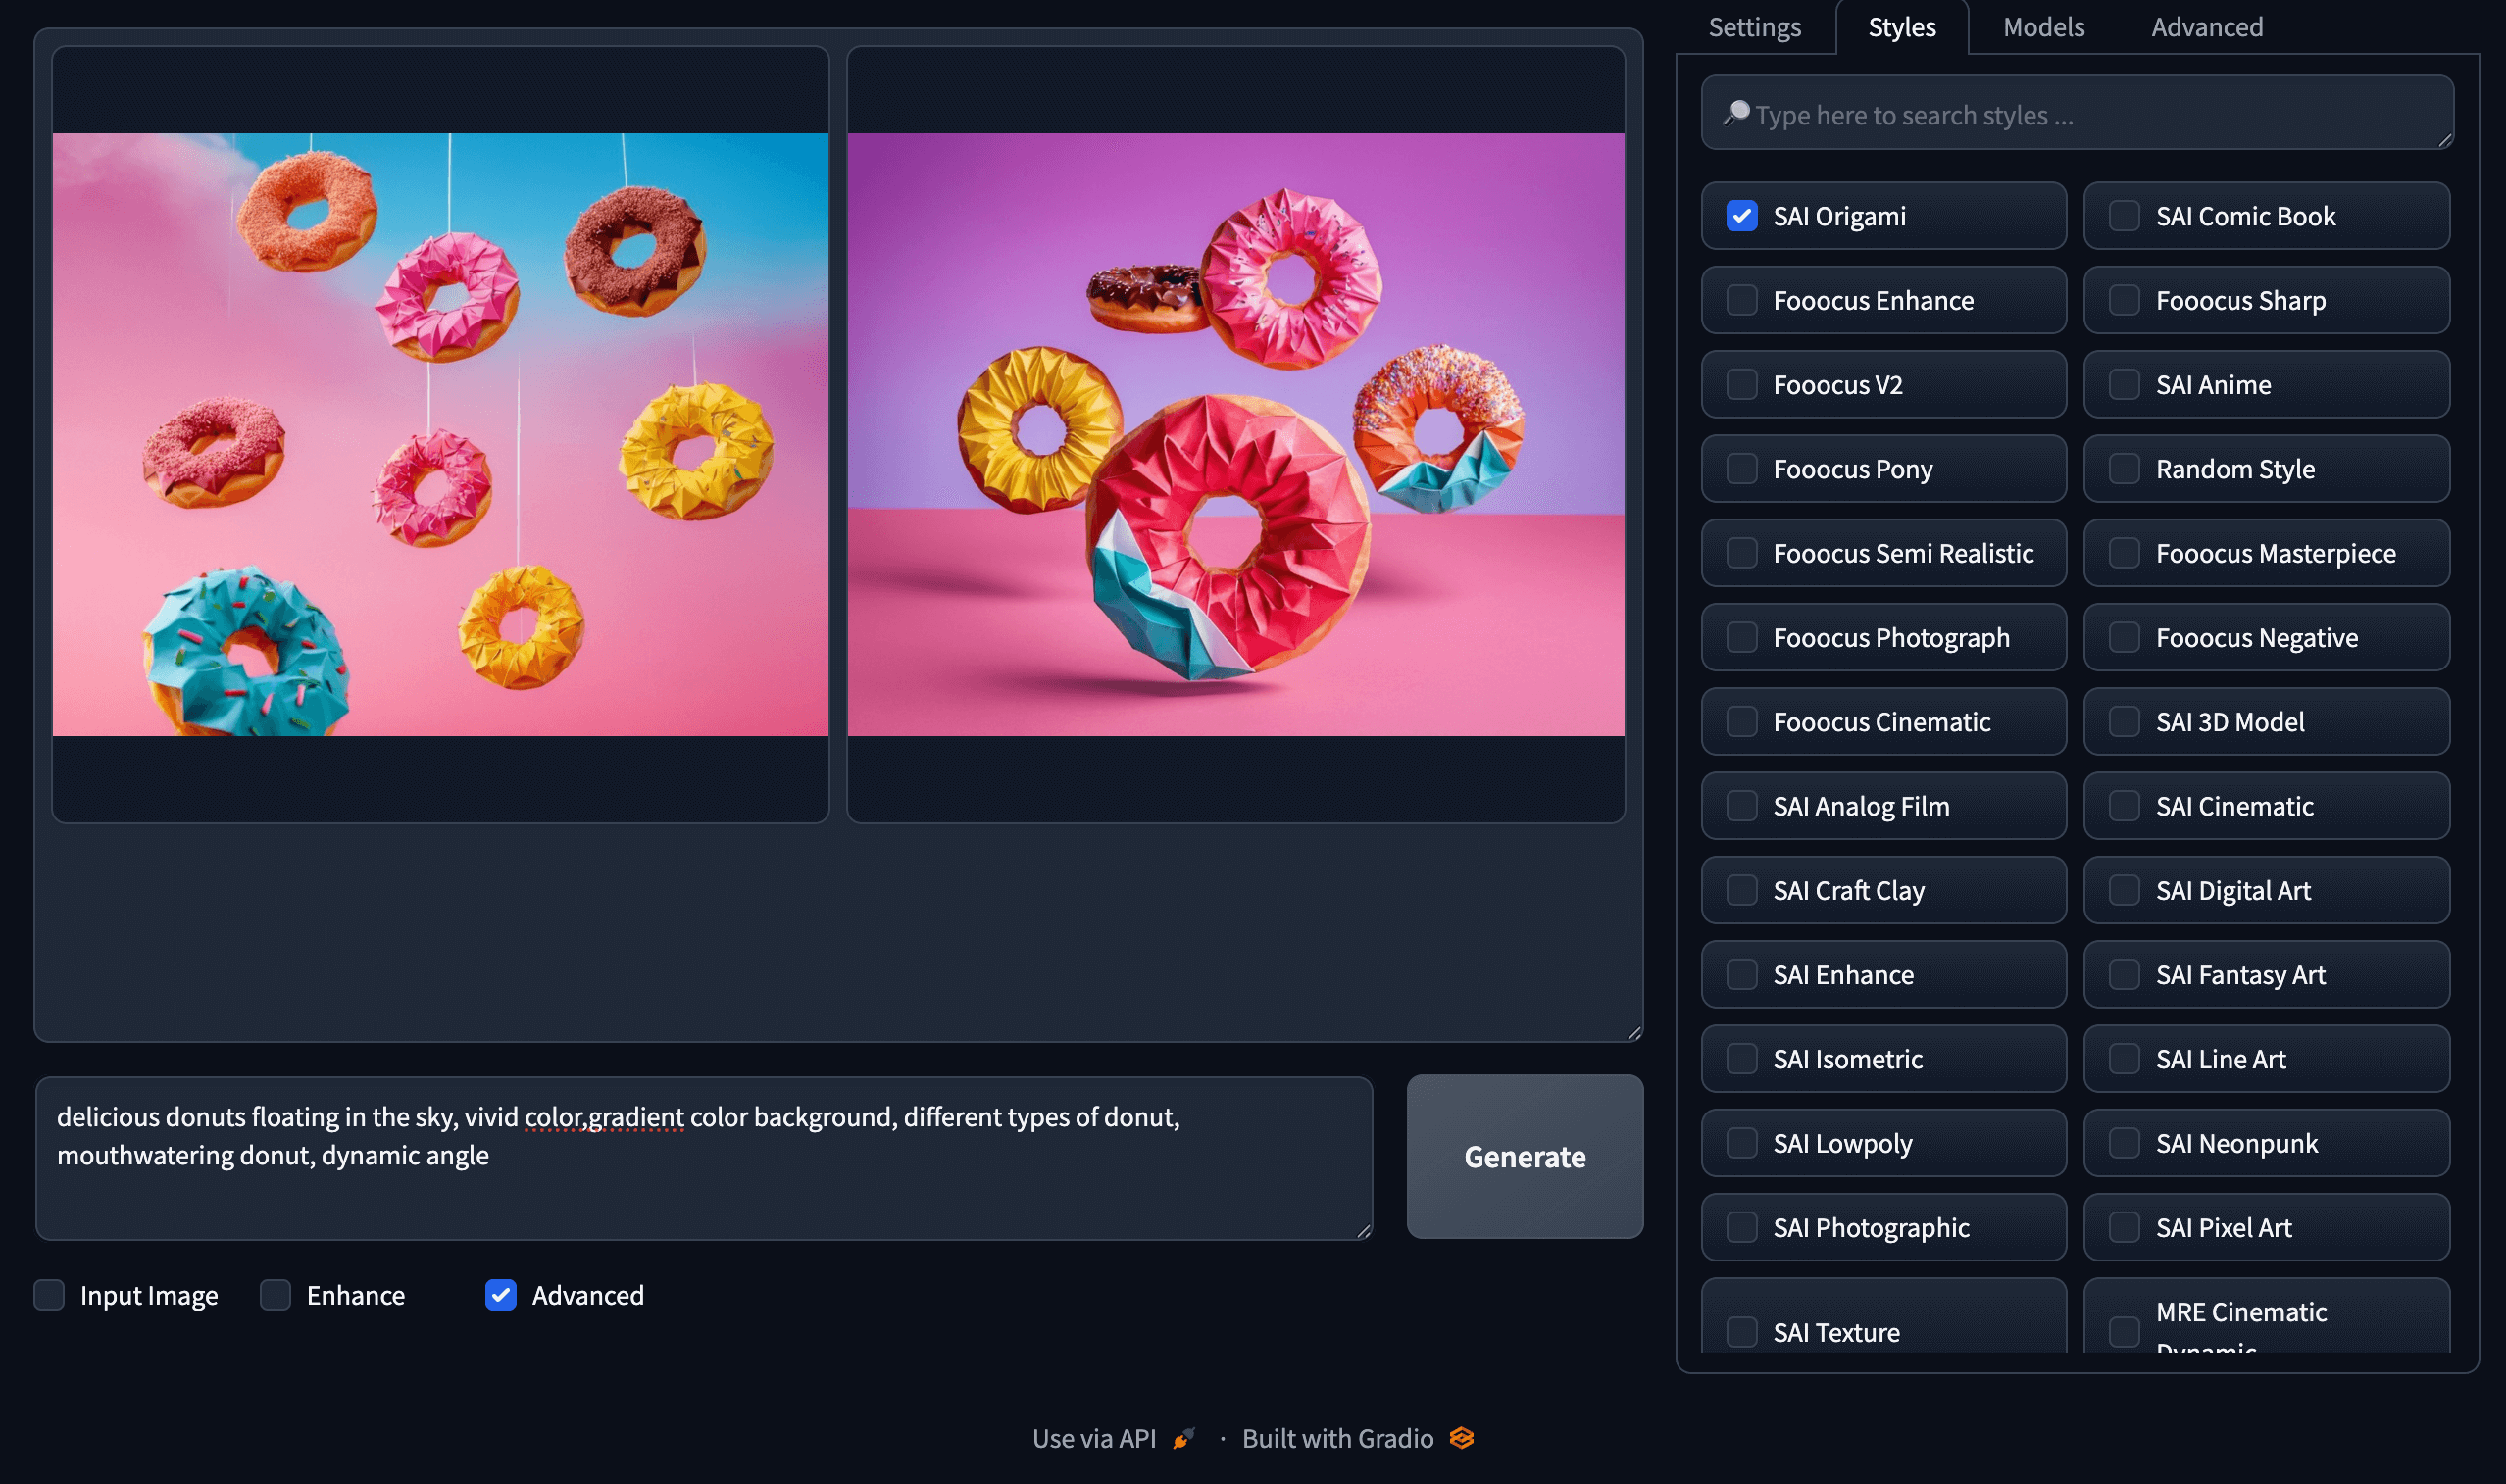 Settings
Styles
Models
Advanced
Type here to search styles ...
SAI Origami
SAI Comic Book
Fooocus Enhance
Fooocus Sharp
Fooocus V2
SAI Anime
Fooocus Pony
Random Style
Fooocus Semi Realistic
Fooocus Masterpiece
Fooocus Photograph
Fooocus Negative
Fooocus Cinematic
SAI 3D Model
SAI Analog Film
SAI Cinematic
SAI Craft Clay
SAI Digital Art
SAI Enhance
SAI Fantasy Art
SAI Isometric
SAI Line Art
SAI Lowpoly
SAI Neonpunk
SAI Photographic
SAI Pixel Art
SAI Texture
MRE Cinematic
Dynamic
delicious donuts floating in the sky, vivid color,gradient color background, different types of donut,
mouthwatering donut, dynamic angle
Generate
Input Image
Enhance
Advanced
Use via API
· Built with Gradio